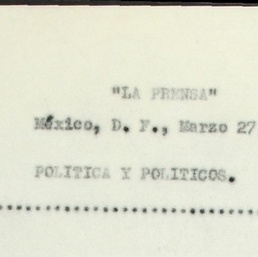 "LA PRENSA"
México, D. F., Marzo 27
POLITICA Y POLITICOS.